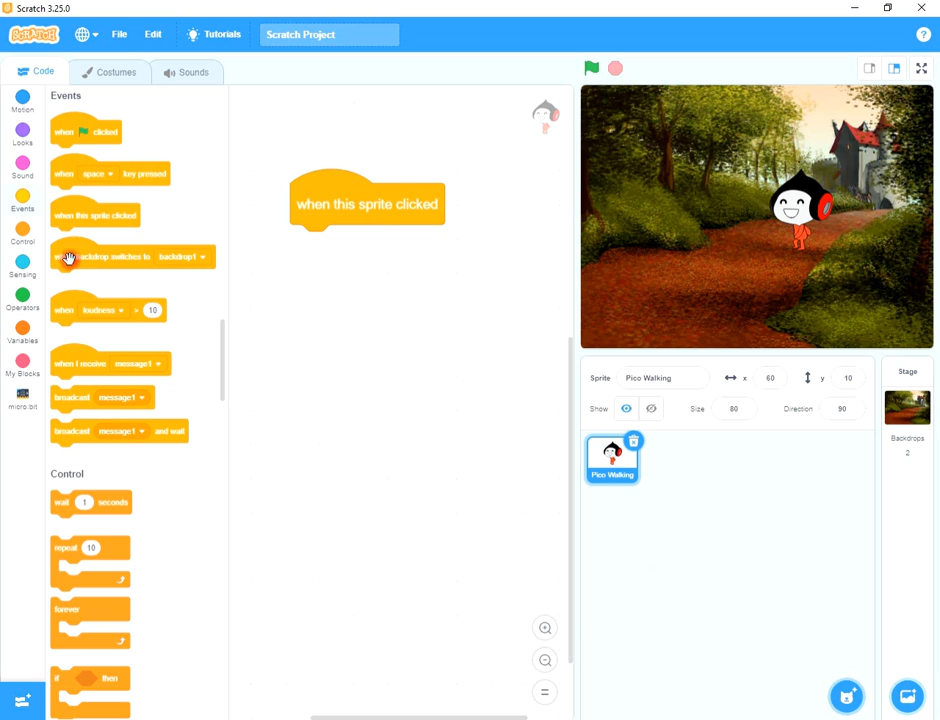 Scratch 3.25.0
SCRATCH File Edit Tutorials Scratch Project ?
Code Costumes Sounds
Motion
Looks
Sound
Events
Control
Sensing
Operators
Variables
My Blocks
micro:bit
Events
when clicked
when space key pressed
when this sprite clicked
backdrop switches to backdrop1
when loudness > 10
when I receive message1
broadcast message1
broadcast message1 and wait
Control
wait 1 seconds
repeat 10
forever
if then
when this sprite clicked
Sprite Pico Walking x 60 y 10
Show Size 80 Direction 90
Pico Walking
Stage
Backdrops
2